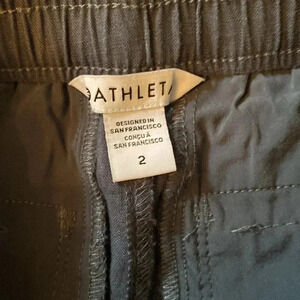 ATHLETA
DESIGNED IN
SAN FRANCISCO
CONÇU À
SAN FRANCISCO
2